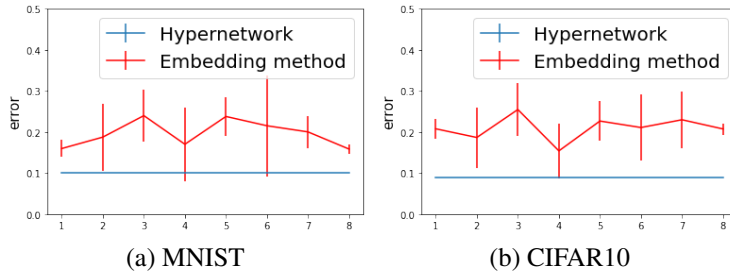 0.5
0.4
0.3
0.2
0.1
0.0
error
Hypernetwork
Embedding method
1 2 3 4 5 6 7 8
(a) MNIST
0.5
0.4
0.3
0.2
0.1
0.0
error
Hypernetwork
Embedding method
1 2 3 4 5 6 7 8
(b) CIFAR10